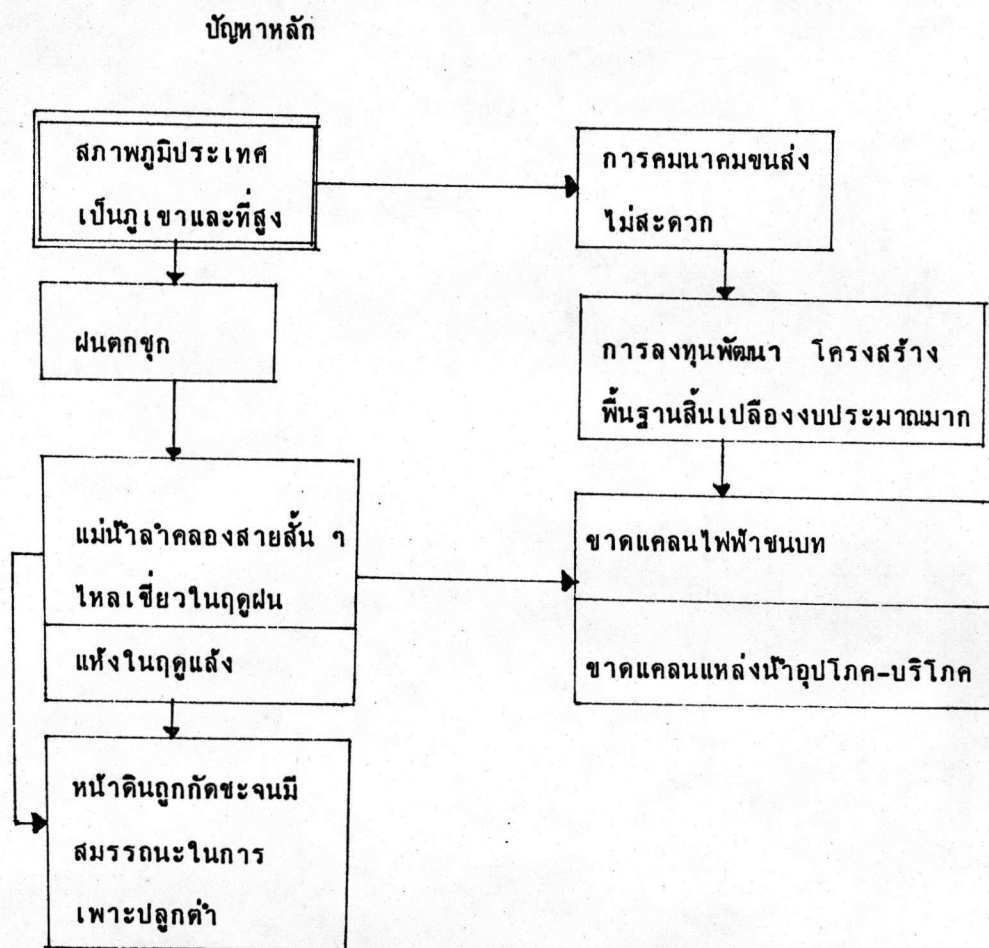 ปัญหาหลัก
สภาพภูมิประเทศ
เป็นภูเขาและที่สูง
การคมนาคมขนส่ง
ไม่สะดวก
ฝนตกชุก
การลงทุนพัฒนา โครงสร้าง
พื้นฐานสิ้นเปลืองงบประมาณมาก
แม่น้ำลำคลองสายสั้น ๆ
ไหลเชี่ยวในฤดูฝน
แห้งในฤดูแล้ง
ขาดแคลนไฟฟ้าชนบท
ขาดแคลนแหล่งน้ำอุปโภค-บริโภค
หน้าดินถูกกัดชะจนมี
สมรรถนะในการ
เพาะปลูกต่ำ